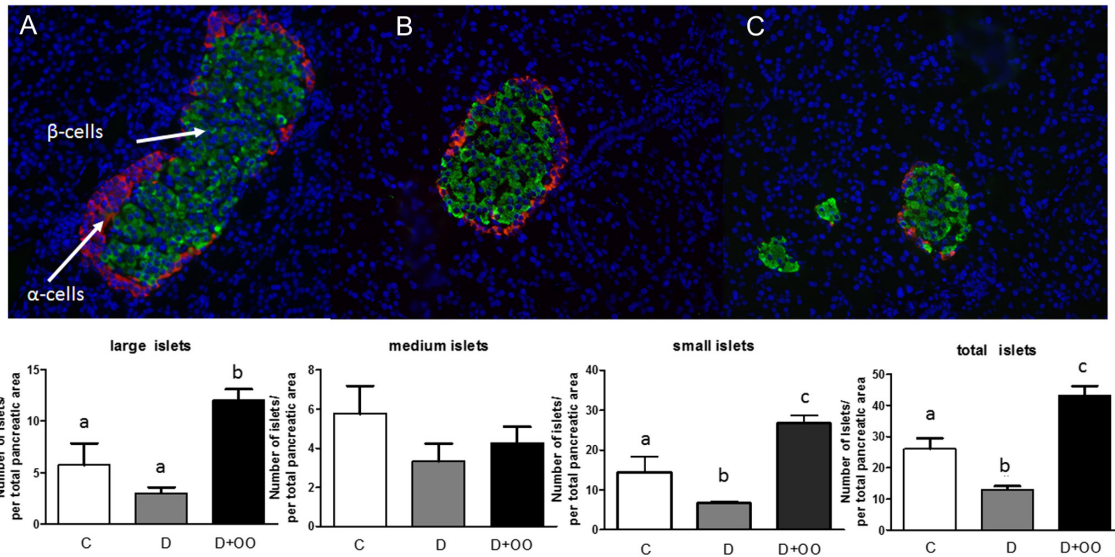 A
B
C
β-cells
α-cells
large islets
Number of islets/
per total pancreatic area
15
10
5
0
a
a
b
C
D
D+OO
medium islets
Number of islets/
per total pancreatic area
8
6
4
2
0
C
D
D+OO
small islets
Number of islets/
per total pancreatic area
40
30
20
10
0
a
b
c
C
D
D+OO
total islets
Number of islets/
per total pancreatic area
50
40
30
20
10
0
a
b
c
C
D
D+OO